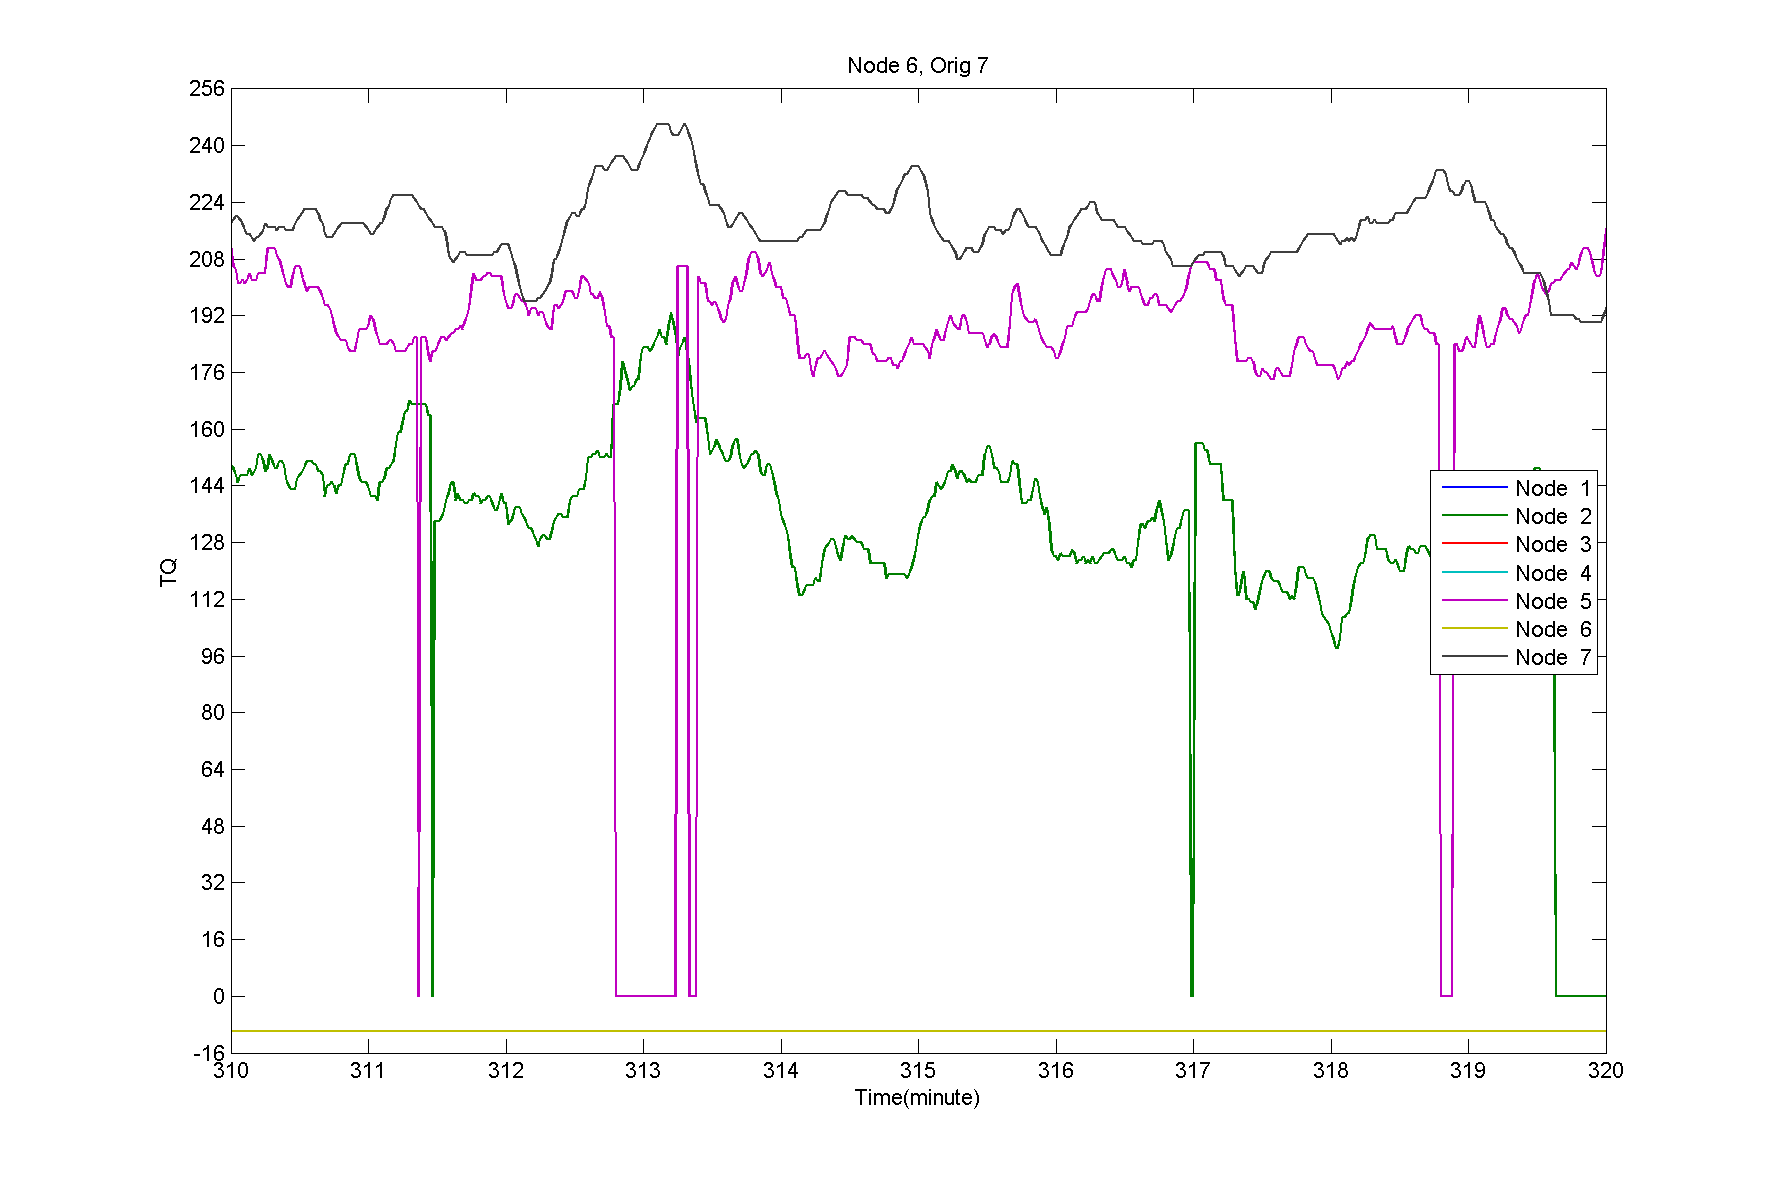 Node 6, Orig 7
256
240
224
208
192
176
160
144
128
112
96
80
64
48
32
16
0
-16
TQ
Node 1
Node 2
Node 3
Node 4
Node 5
Node 6
Node 7
310 311 312 313 314 315 316 317 318 319 320
Time(minute)